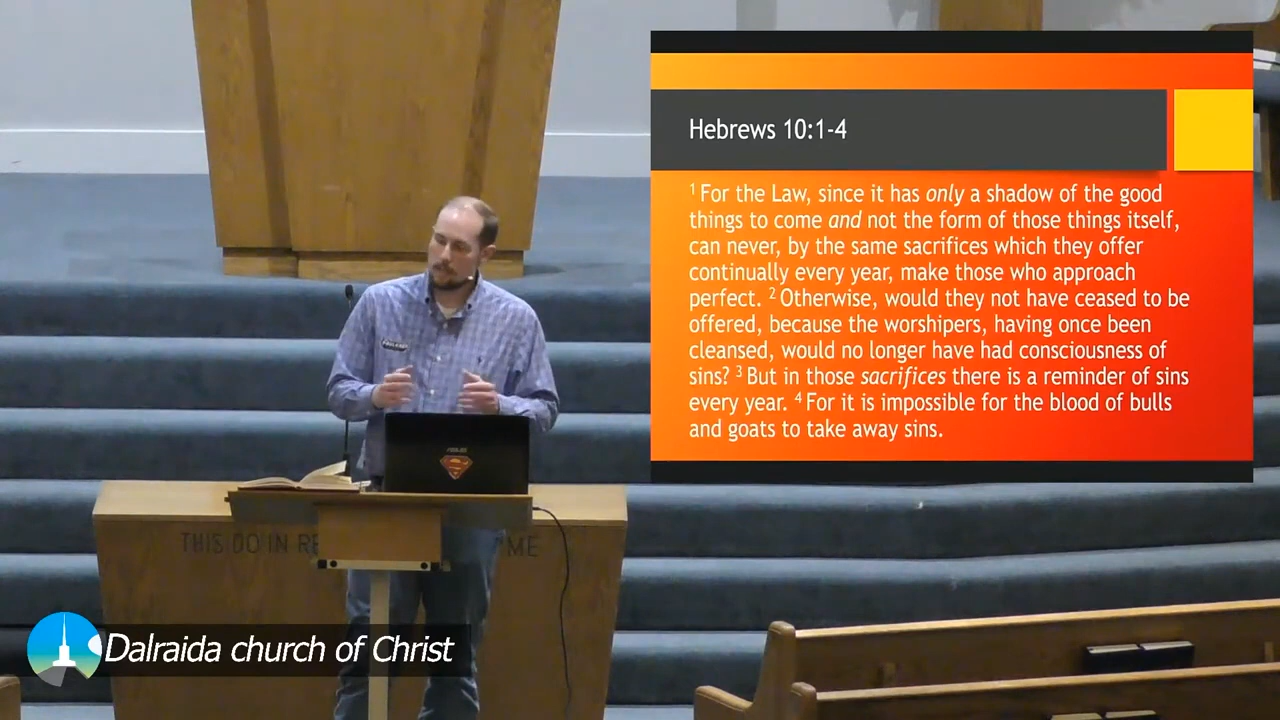 Hebrews 10:1-4
1 For the Law, since it has only a shadow of the good
things to come and not the form of those things itself,
can never, by the same sacrifices which they offer
continually every year, make those who approach
perfect. 2 Otherwise, would they not have ceased to be
offered, because the worshipers, having once been
cleansed, would no longer have had consciousness of
sins? 3 But in those sacrifices there is a reminder of sins
every year. 4 For it is impossible for the blood of bulls
and goats to take away sins.
ASUS
THIS DO IN RE ME
Dalraida church of Christ